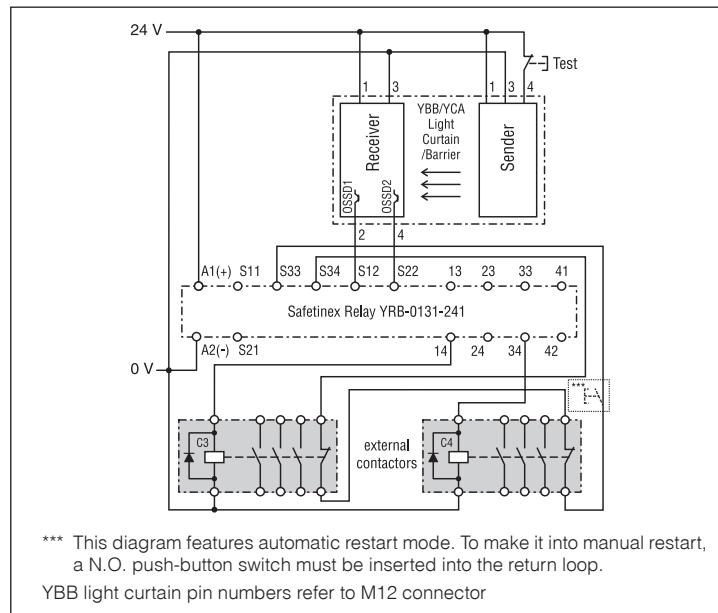 24 V
Test
1 3 1 3 4
Receiver
YBB/YCA
Light
Curtain
/Barrier
Sender
OSSD1 OSSD2
2 4
A1(+) S11 S33 S34 S12 S22 13 23 33 41
Safetinex Relay YRB-0131-241
A2(-) S21 14 24 34 42
0 V
***
C3
external
contactors
C4
*** This diagram features automatic restart mode. To make it into manual restart,
a N.O. push-button switch must be inserted into the return loop.
YBB light curtain pin numbers refer to M12 connector